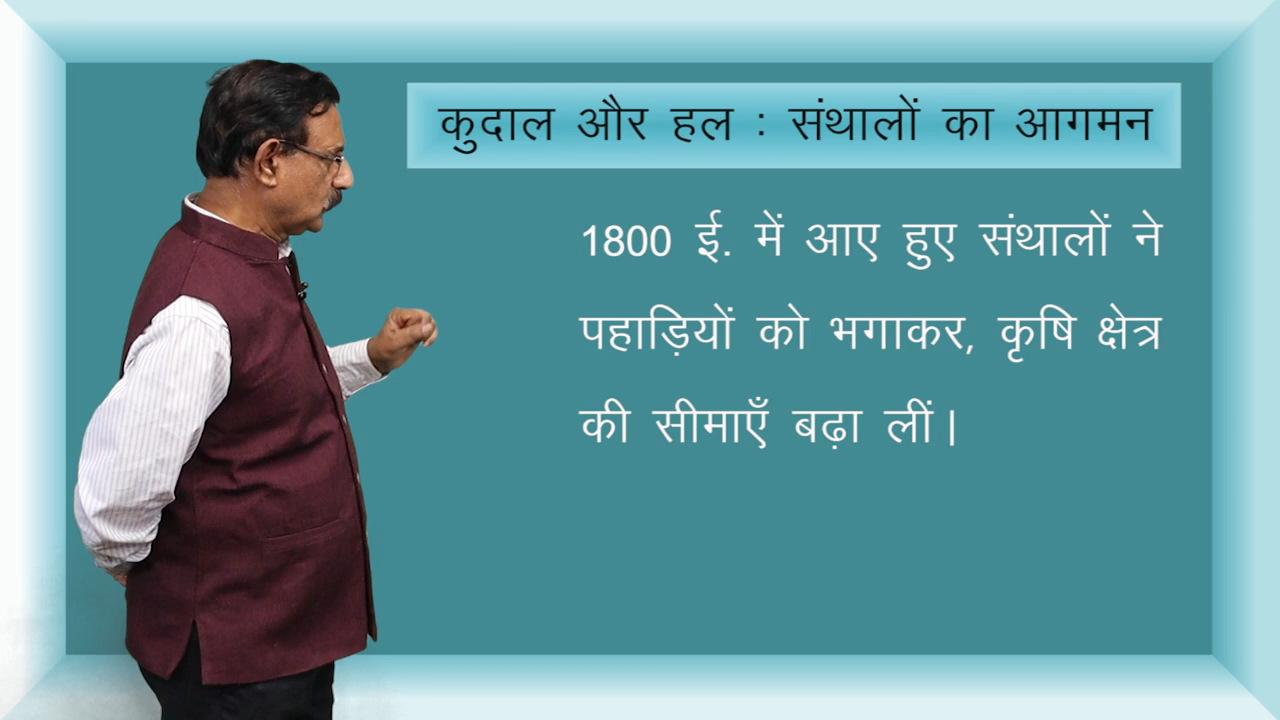 कुदाल और हल : संथालों का आगमन
1800 ई. में आए हुए संथालों ने
पहाड़ियों को भगाकर, कृषि क्षेत्र
की सीमाएँ बढ़ा लीं।